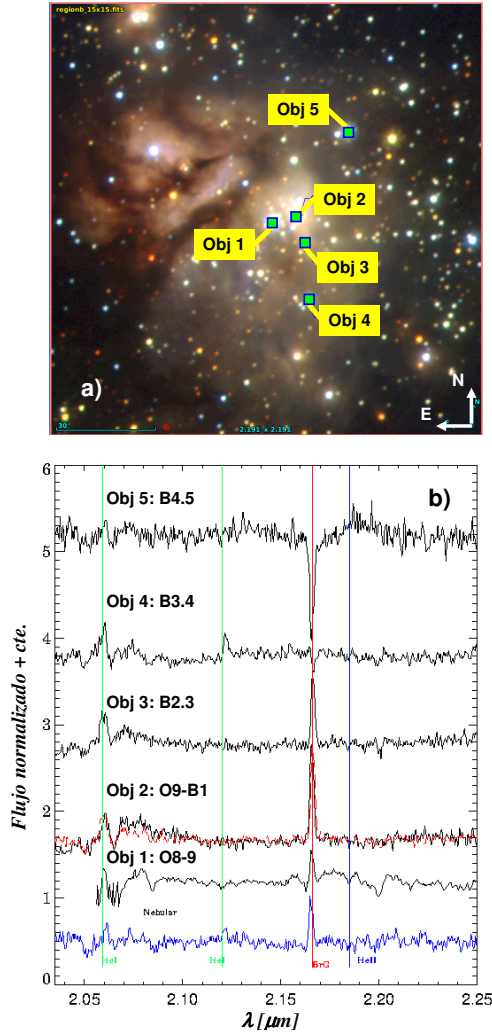 regionb_15x15.fits
Obj 5
Obj 2
Obj 1
Obj 3
Obj 4
a)
N
N
E
E
30"
2.191 x 2.191
b)
6
5
4
3
2
1
0
Obj 5: B4.5
Obj 4: B3.4
Obj 3: B2.3
Obj 2: O9-B1
Obj 1: O8-9
Nebular
HeI
HeI
BrG
HeII
2.05
2.10
2.15
2.20
2.25
Flujo normalizado + cte.
λ [μm]